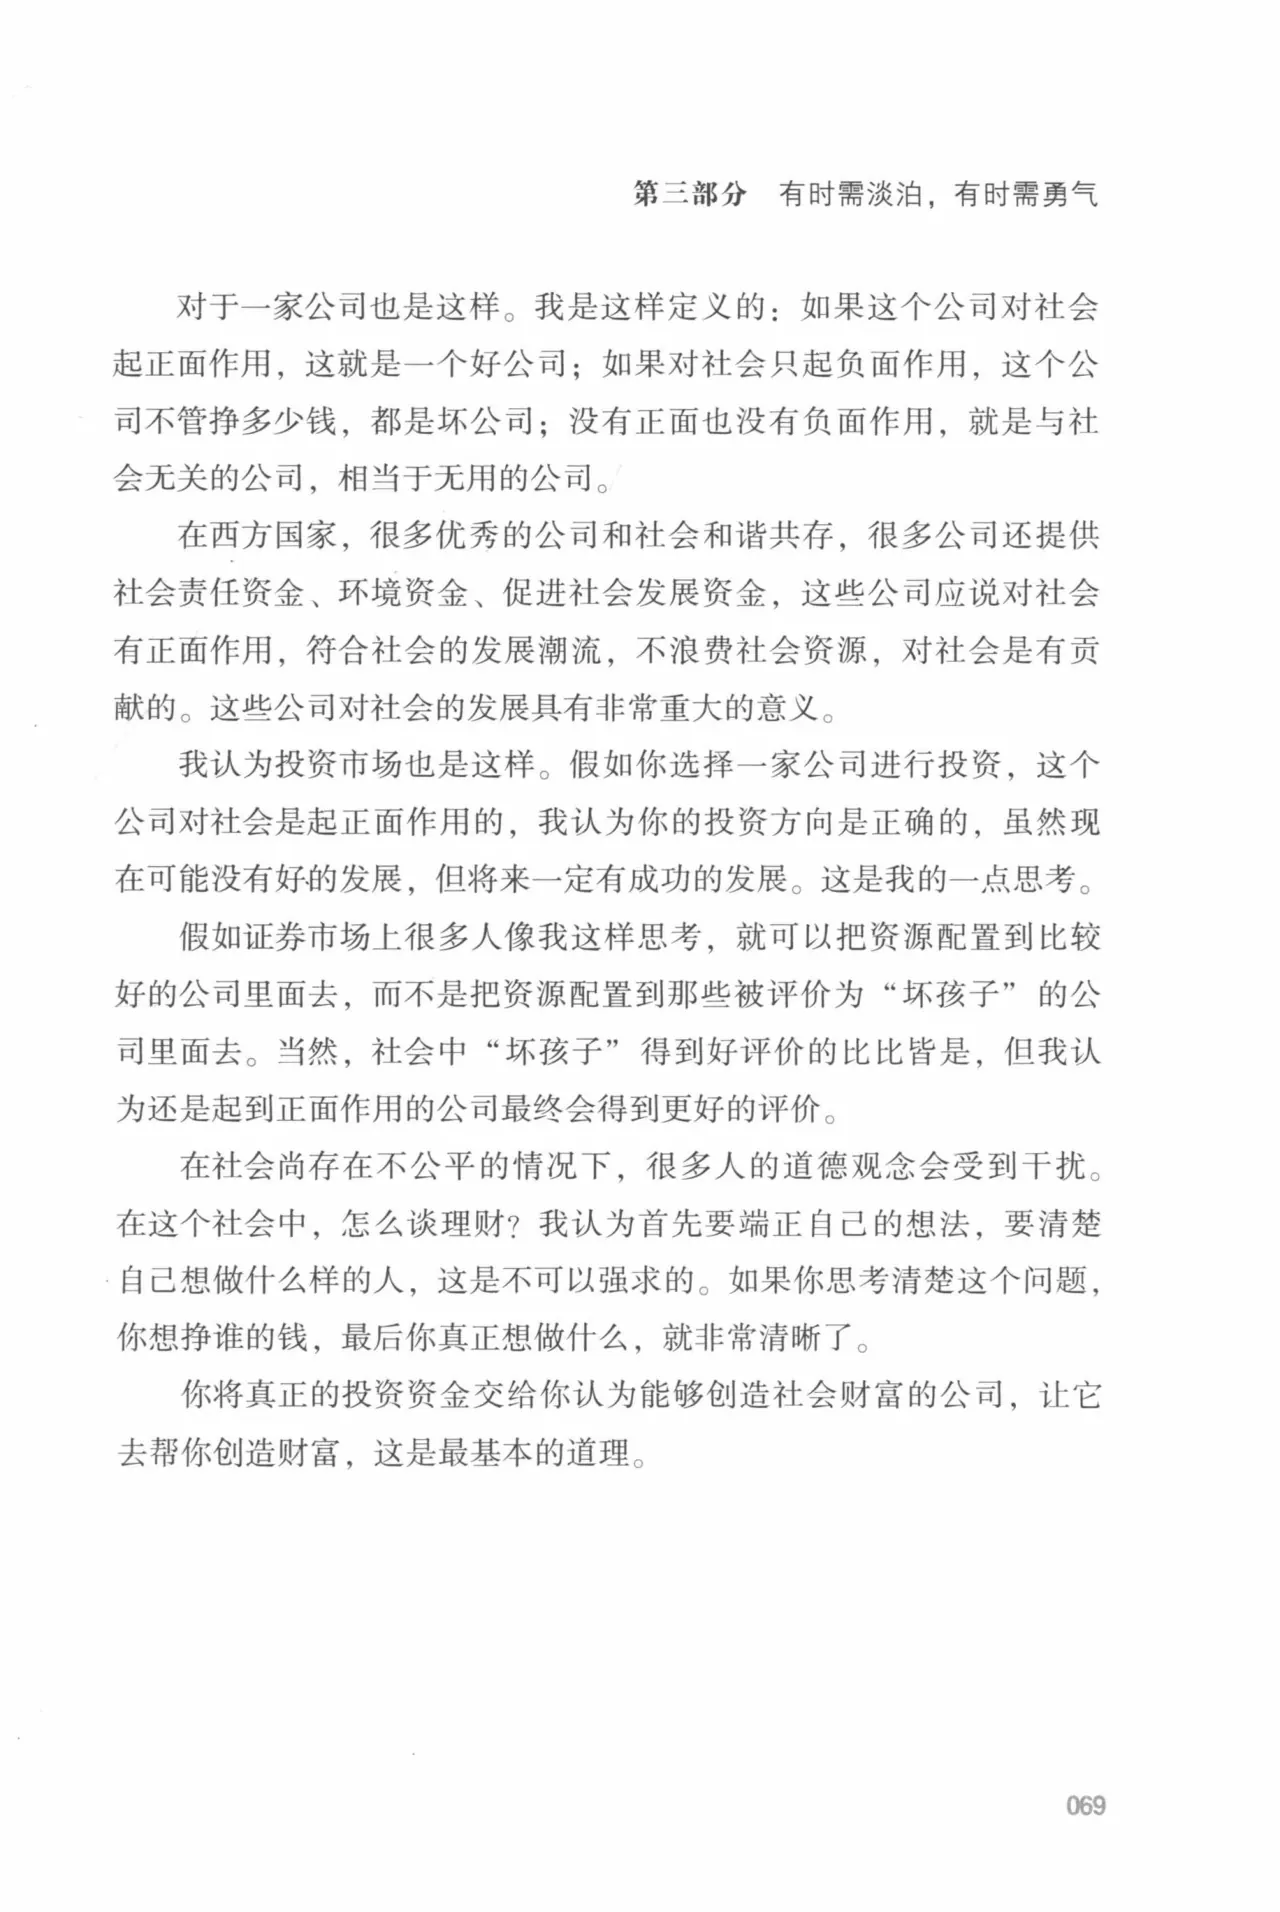 第三部分 有时需淡泊，有时需勇气
对于一家公司也是这样。我是这样定义的：如果这个公司对社会
起正面作用，这就是一个好公司；如果对社会只起负面作用，这个公
司不管挣多少钱，都是坏公司；没有正面也没有负面作用，就是与社
会无关的公司，相当于无用的公司。
在西方国家，很多优秀的公司和社会和谐共存，很多公司还提供
社会责任资金、环境资金、促进社会发展资金，这些公司应说对社会
有正面作用，符合社会的发展潮流，不浪费社会资源，对社会是有贡
献的。这些公司对社会的发展具有非常重大的意义。
我认为投资市场也是这样。假如你选择一家公司进行投资，这个
公司对社会是起正面作用的，我认为你的投资方向是正确的，虽然现
在可能没有好的发展，但将来一定有成功的发展。这是我的一点思考。
假如证券市场上很多人像我这样思考，就可以把资源配置到比较
好的公司里面去，而不是把资源配置到那些被评价为“坏孩子”的公
司里面去。当然，社会中“坏孩子”得到好评价的比比皆是，但我认
为还是起到正面作用的公司最终会得到更好的评价。
在社会尚存在不公平的情况下，很多人的道德观念会受到干扰。
在这个社会中，怎么谈理财？我认为首先要端正自己的想法，要清楚
自己想做什么样的人，这是不可以强求的。如果你思考清楚这个问题，
你想挣谁的钱，最后你真正想做什么，就非常清晰了。
你将真正的投资资金交给你认为能够创造社会财富的公司，让它
去帮你创造财富，这是最基本的道理。
069